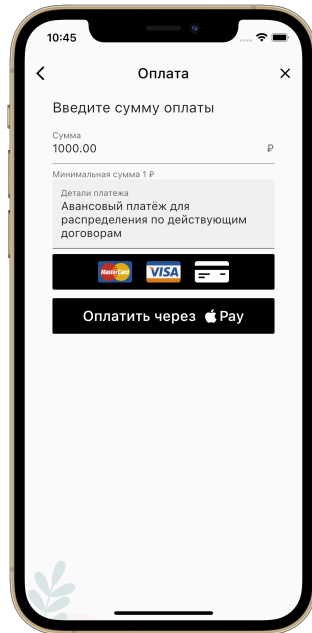 10:45
Оплата
Введите сумму оплаты
Сумма
1000.00 ₽
Минимальная сумма 1 ₽
Детали платежа
Авансовый платёж для
распределения по действующим
договорам
MasterCard VISA
Оплатить через Pay